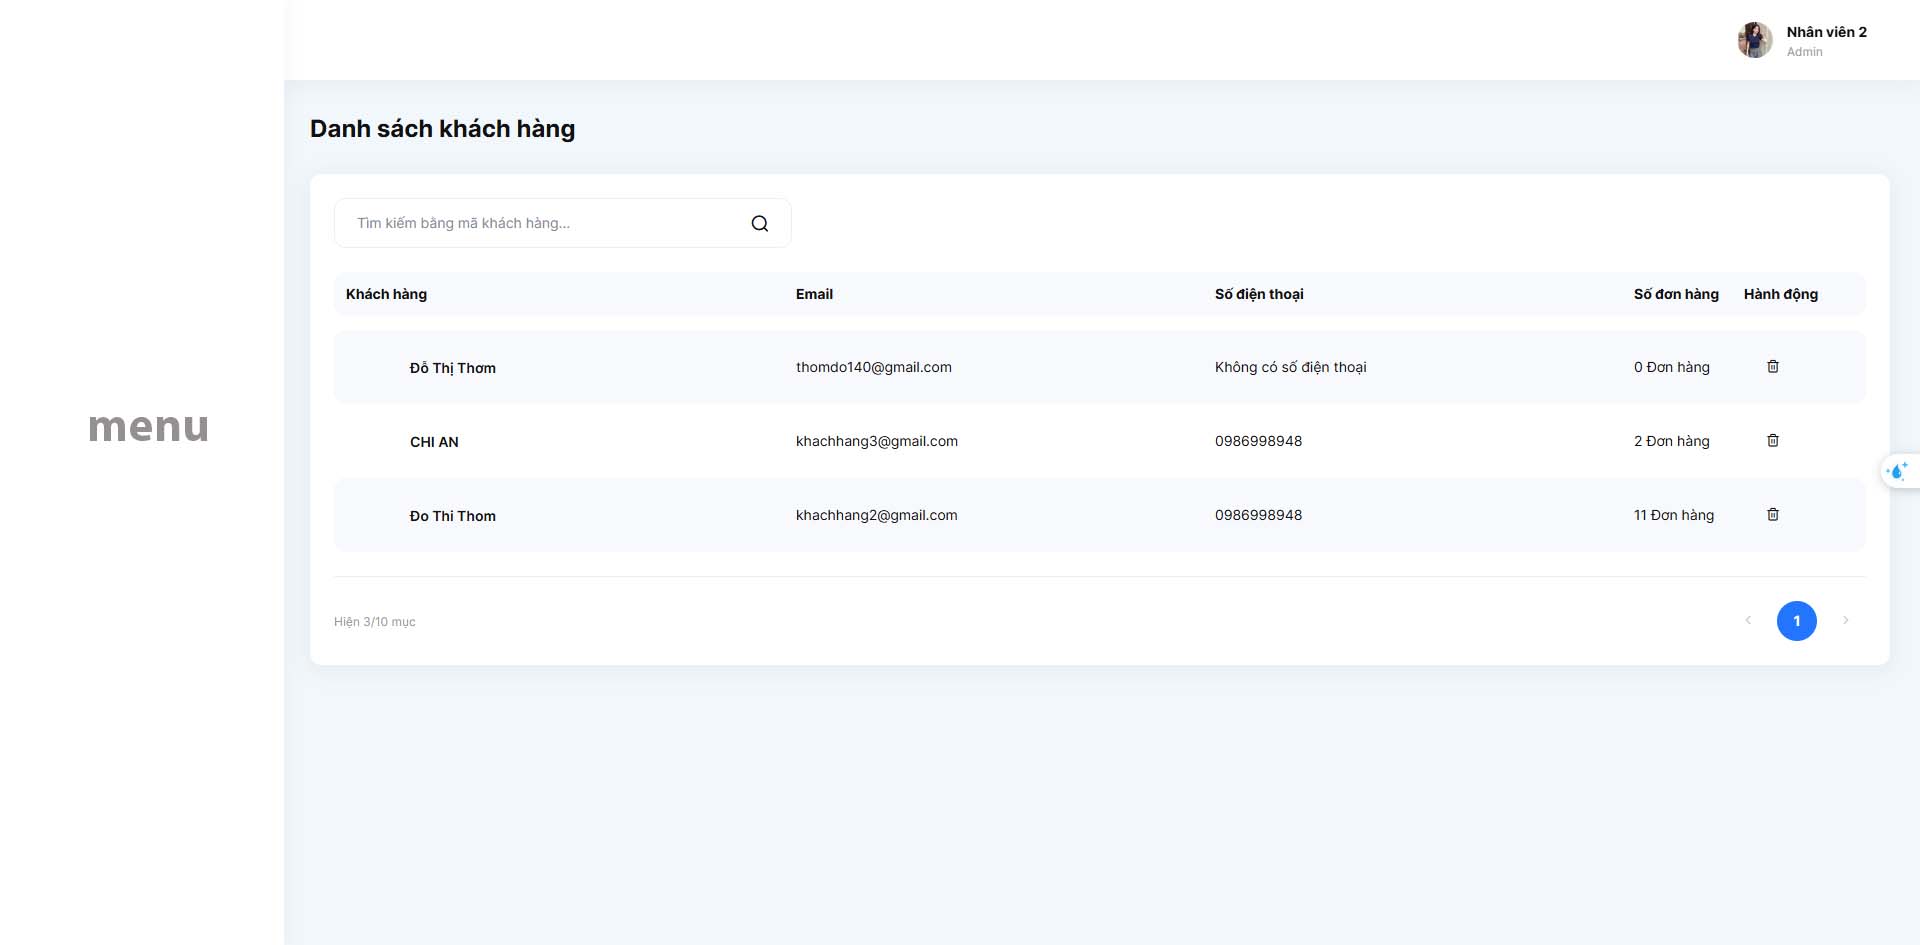 Nhân viên 2
Admin
Danh sách khách hàng
Tìm kiếm bằng mã khách hàng...
Khách hàng Email Số điện thoại Số đơn hàng Hành động
Đỗ Thị Thơm thomdo140@gmail.com Không có số điện thoại 0 Đơn hàng
menu
CHI AN khachhang3@gmail.com 0986998948 2 Đơn hàng
Đo Thi Thom khachhang2@gmail.com 0986998948 11 Đơn hàng
Hiện 3/10 mục
1